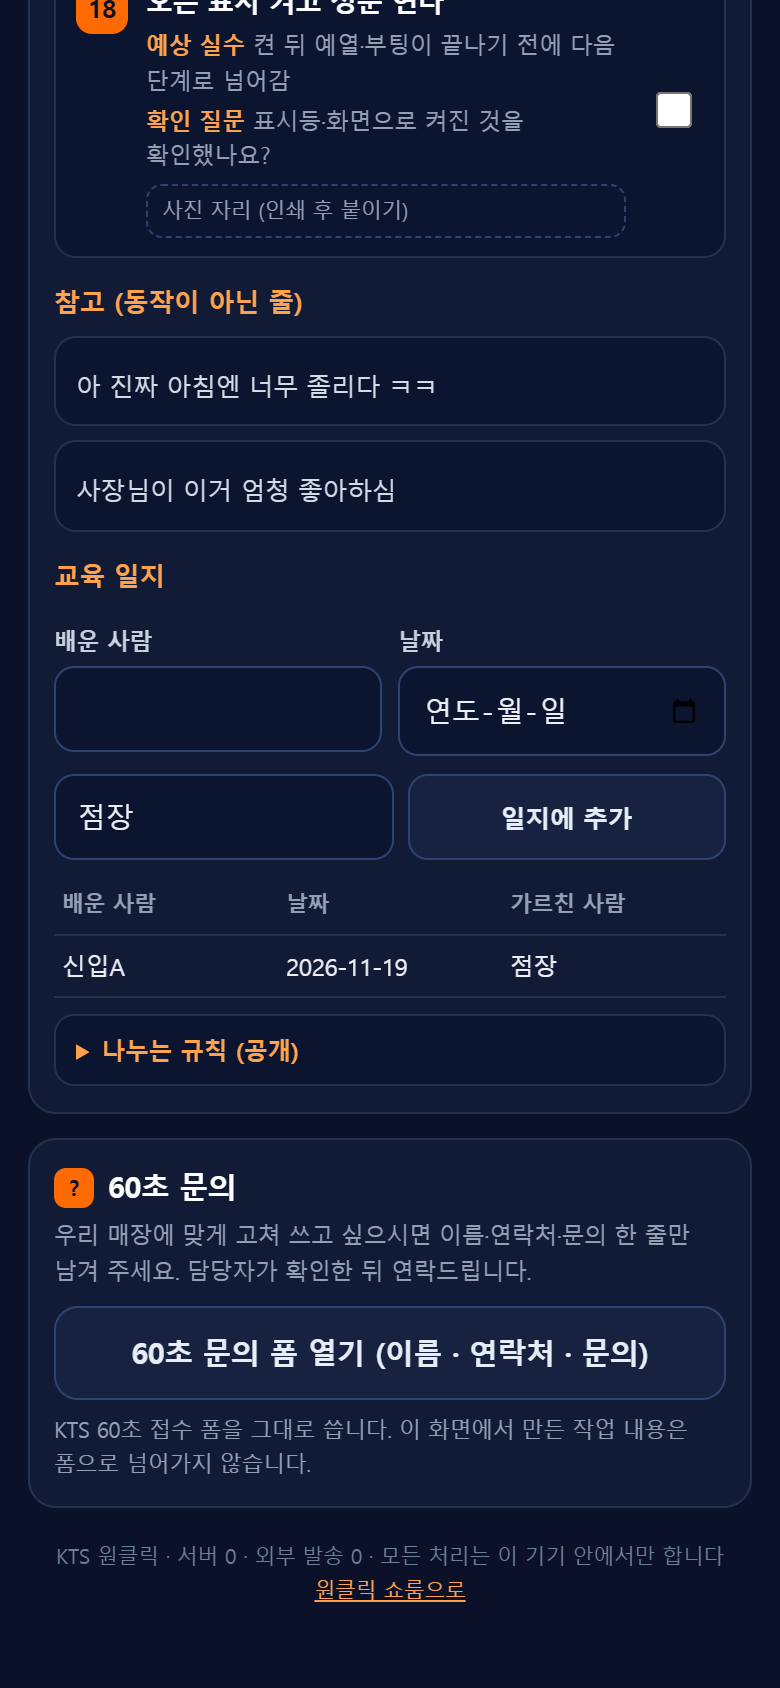 18
오픈 표시 켜고 정문 연다
예상 실수 켠 뒤 예열·부팅이 끝나기 전에 다음
단계로 넘어감
확인 질문 표시등·화면으로 켜진 것을
확인했나요?
사진 자리 (인쇄 후 붙이기)
참고 (동작이 아닌 줄)
아 진짜 아침엔 너무 졸리다 ㅋㅋ
사장님이 이거 엄청 좋아하심
교육 일지
배운 사람 날짜
연도-월-일
점장 일지에 추가
배운 사람 날짜 가르친 사람
신입A 2026-11-19 점장
▶ 나누는 규칙 (공개)
? 60초 문의
우리 매장에 맞게 고쳐 쓰고 싶으시면 이름·연락처·문의 한 줄만
남겨 주세요. 담당자가 확인한 뒤 연락드립니다.
60초 문의 폼 열기 (이름 · 연락처 · 문의)
KTS 60초 접수 폼을 그대로 씁니다. 이 화면에서 만든 작업 내용은
폼으로 넘어가지 않습니다.
KTS 원클릭 · 서버 0 · 외부 발송 0 · 모든 처리는 이 기기 안에서만 합니다
원클릭 쇼룸으로